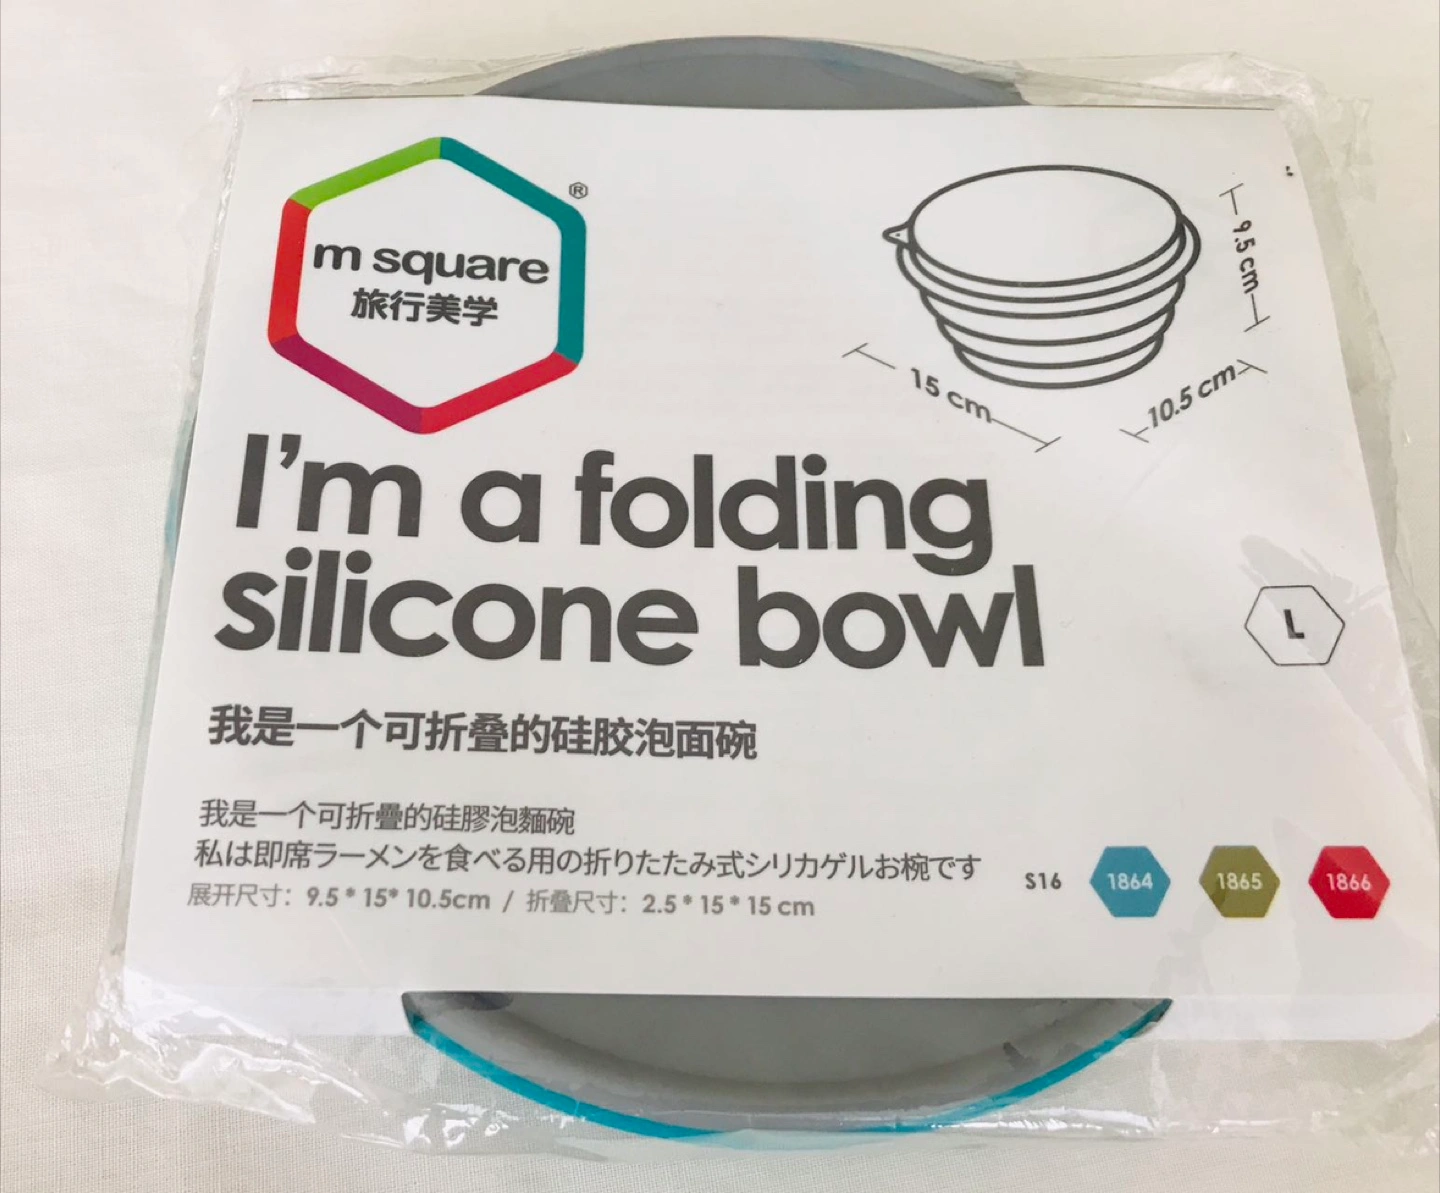 m square
旅行美学
®
9.5 cm
15 cm
10.5 cm
I'm a folding
silicone bowl
L
我是一个可折叠的硅胶泡面碗
我是一个可折疊的硅膠泡麵碗
私は即席ラーメンを食べる用の折りたたみ式シリカゲルお椀です
展开尺寸：9.5 * 15* 10.5cm / 折叠尺寸：2.5 * 15 * 15 cm
S16 1864 1865 1866